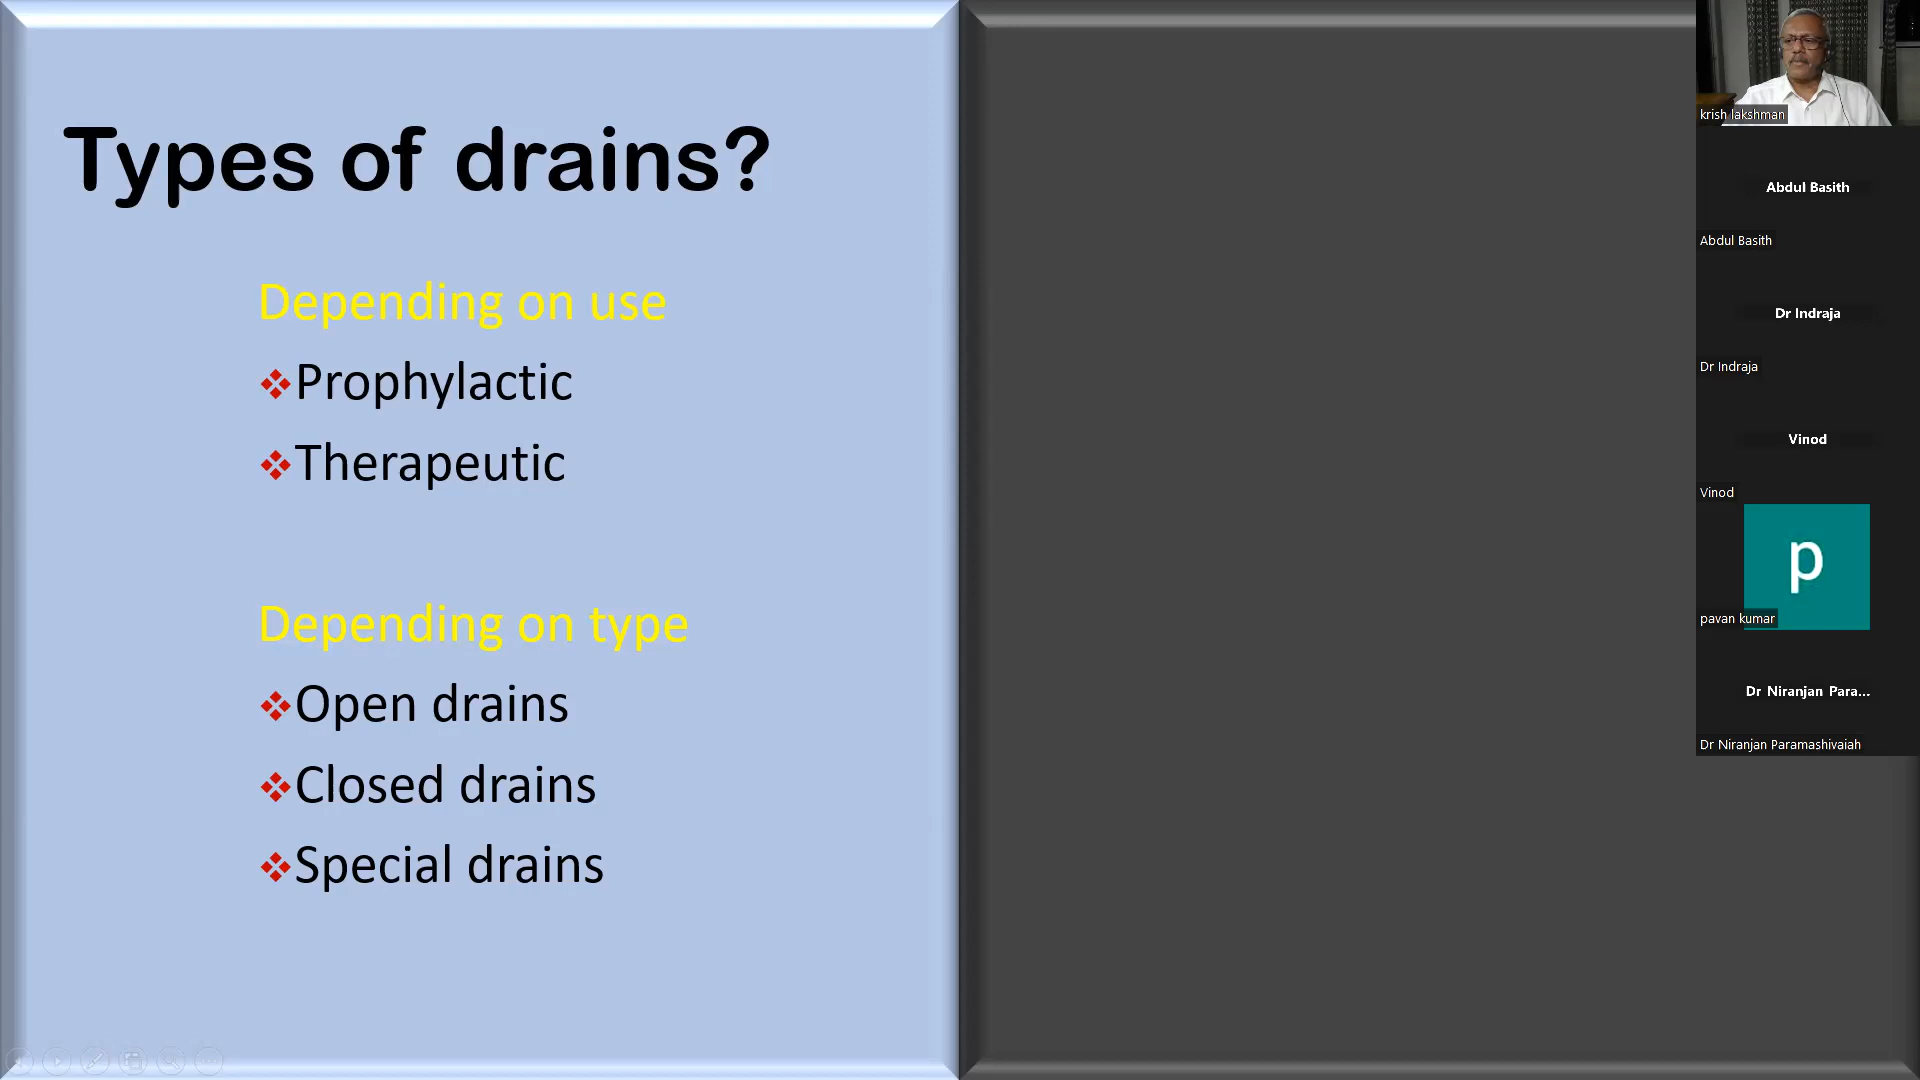 Types of drains?
Depending on use
❖Prophylactic
❖Therapeutic
Depending on type
❖Open drains
❖Closed drains
❖Special drains
krish lakshman
Abdul Basith
Abdul Basith
Dr Indraja
Dr Indraja
Vinod
Vinod
p
pavan kumar
Dr Niranjan Para...
Dr Niranjan Paramashivaiah